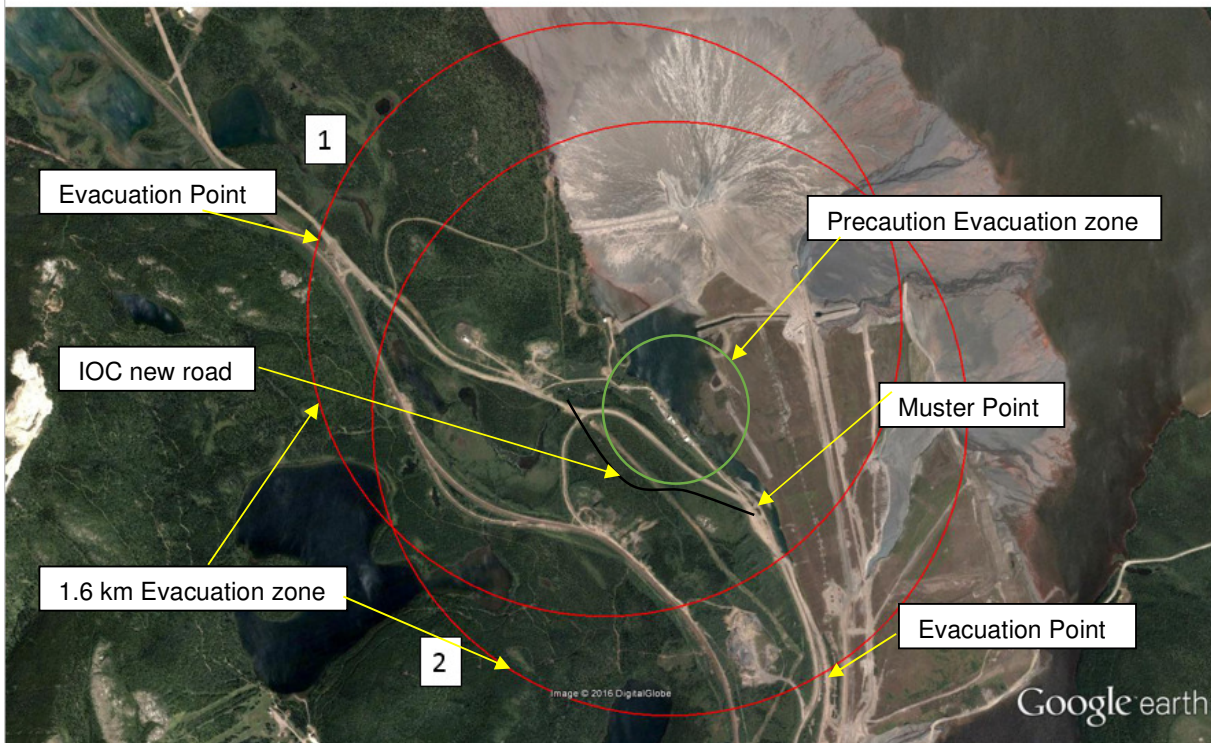 1
Evacuation Point
Precaution Evacuation zone
IOC new road
Muster Point
1.6 km Evacuation zone
Evacuation Point
2
Image © 2016 DigitalGlobe
Google earth